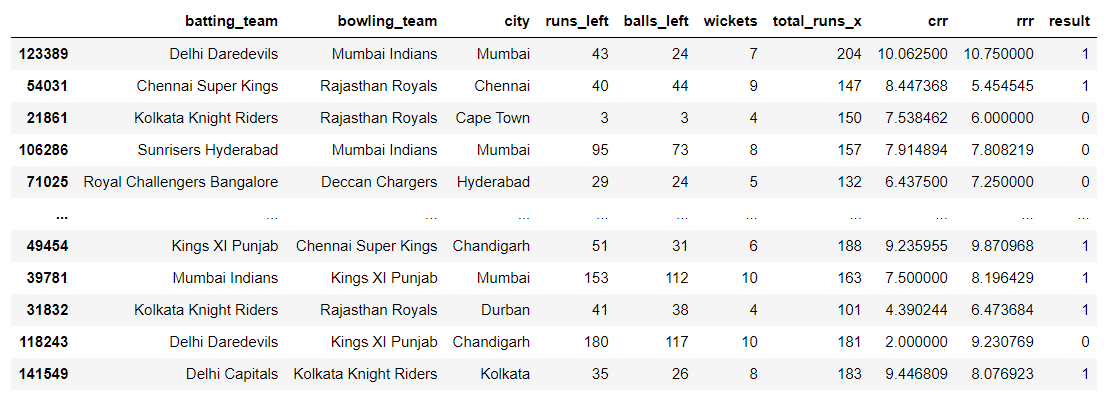 batting_team bowling_team city runs_left balls_left wickets total_runs_x crr rrr result
123389 Delhi Daredevils Mumbai Indians Mumbai 43 24 7 204 10.062500 10.750000 1
54031 Chennai Super Kings Rajasthan Royals Chennai 40 44 9 147 8.447368 5.454545 1
21861 Kolkata Knight Riders Rajasthan Royals Cape Town 3 3 4 150 7.538462 6.000000 0
106286 Sunrisers Hyderabad Mumbai Indians Mumbai 95 73 8 157 7.914894 7.808219 0
71025 Royal Challengers Bangalore Deccan Chargers Hyderabad 29 24 5 132 6.437500 7.250000 0
... ... ... ... ... ... ... ... ... ... ...
49454 Kings XI Punjab Chennai Super Kings Chandigarh 51 31 6 188 9.235955 9.870968 1
39781 Mumbai Indians Kings XI Punjab Mumbai 153 112 10 163 7.500000 8.196429 1
31832 Kolkata Knight Riders Rajasthan Royals Durban 41 38 4 101 4.390244 6.473684 1
118243 Delhi Daredevils Kings XI Punjab Chandigarh 180 117 10 181 2.000000 9.230769 0
141549 Delhi Capitals Kolkata Knight Riders Kolkata 35 26 8 183 9.446809 8.076923 1